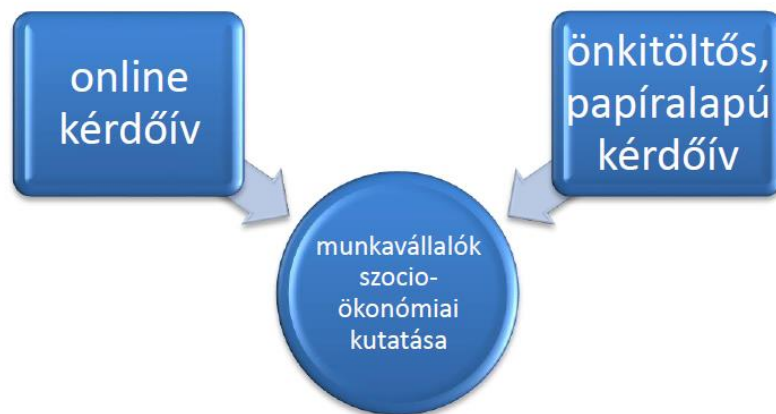 online
kérdőív
önkitöltős,
papíralapú
kérdőív
munkavállalók
szocio-
ökonómiai
kutatása